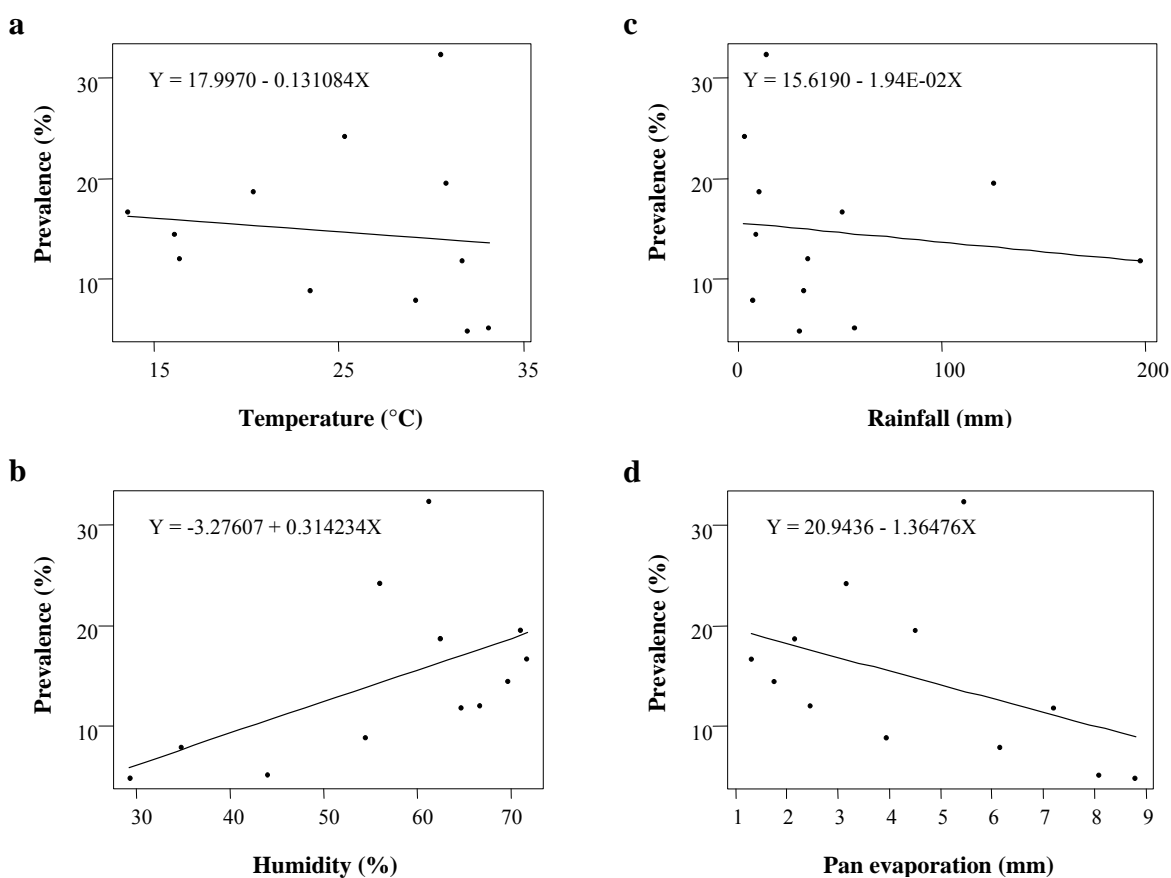 a
Y = 17.9970 - 0.131084X
30
20
10
Prevalence (%)
15 25 35
Temperature (°C)
c
Y = 15.6190 - 1.94E-02X
30
20
10
Prevalence (%)
0 100 200
Rainfall (mm)
b
Y = -3.27607 + 0.314234X
30
20
10
Prevalence (%)
30 40 50 60 70
Humidity (%)
d
Y = 20.9436 - 1.36476X
30
20
10
Prevalence (%)
1 2 3 4 5 6 7 8 9
Pan evaporation (mm)